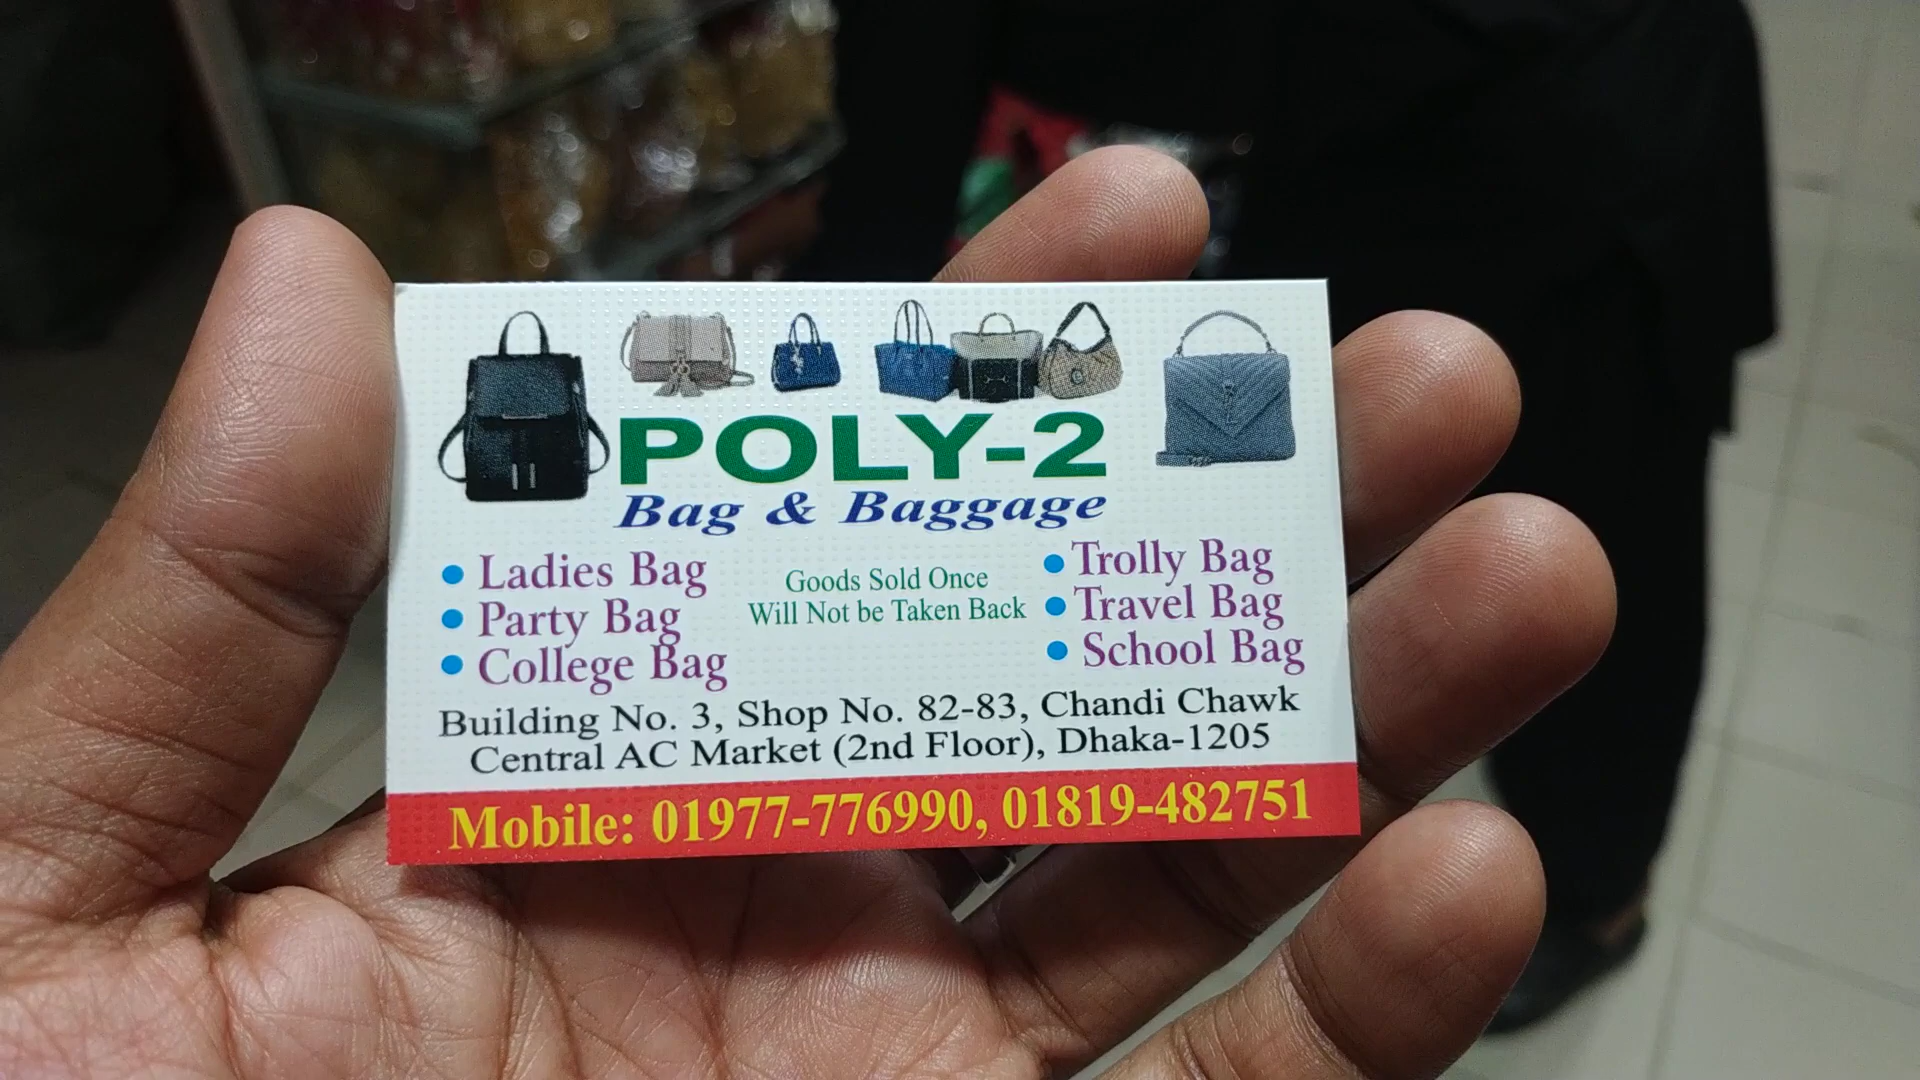 POLY-2
Bag & Baggage
Ladies Bag
Party Bag
College Bag
Goods Sold Once
Will Not be Taken Back
Trolly Bag
Travel Bag
School Bag
Building No. 3, Shop No. 82-83, Chandi Chawk
Central AC Market (2nd Floor), Dhaka-1205
Mobile: 01977-776990, 01819-482751